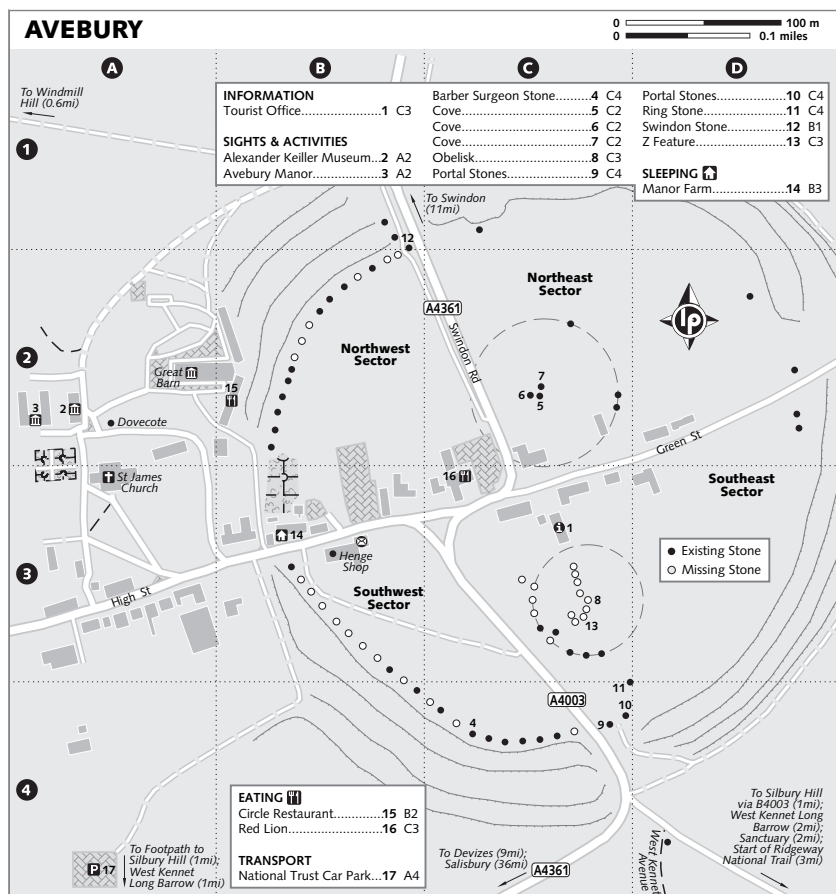 AVEBURY
0 100 m
0 0.1 miles
A B C D
To Windmill
Hill (0.6mi)
INFORMATION
Tourist Office..............................1 C3
SIGHTS & ACTIVITIES
Alexander Keiller Museum..2 A2
Avebury Manor......................3 A2
Barber Surgeon Stone.........4 C4
Cove..........................................5 C2
Cove..........................................6 C2
Cove..........................................7 C2
Obelisk.....................................8 C3
Portal Stones..........................9 C4
Portal Stones........................10 C4
Ring Stone.............................11 C4
Swindon Stone.....................12 B1
Z Feature................................13 C3
SLEEPING
Manor Farm..........................14 B3
1
To Swindon
(11mi)
12
Northeast
Sector
A4361
Swindon Rd
lp
Northwest
Sector
2
Great
Barn
15
7
6
5
3
2
Dovecote
Green St
St James
Church
16
Southeast
Sector
1
14
Henge
Shop
Existing Stone
Missing Stone
3
High St
Southwest
Sector
8
13
11
A4003
10
9
4
4
EATING
Circle Restaurant..................15 B2
Red Lion..................................16 C3
TRANSPORT
National Trust Car Park...17 A4
17
P
To Footpath to
Silbury Hill (1mi);
West Kennet
Long Barrow (1mi)
To Devizes (9mi);
Salisbury (36mi)
A4361
West Kennet
Avenue
To Silbury Hill
via B4003 (1mi);
West Kennet Long
Barrow (2mi);
Sanctuary (2mi);
Start of Ridgeway
National Trail (3mi)